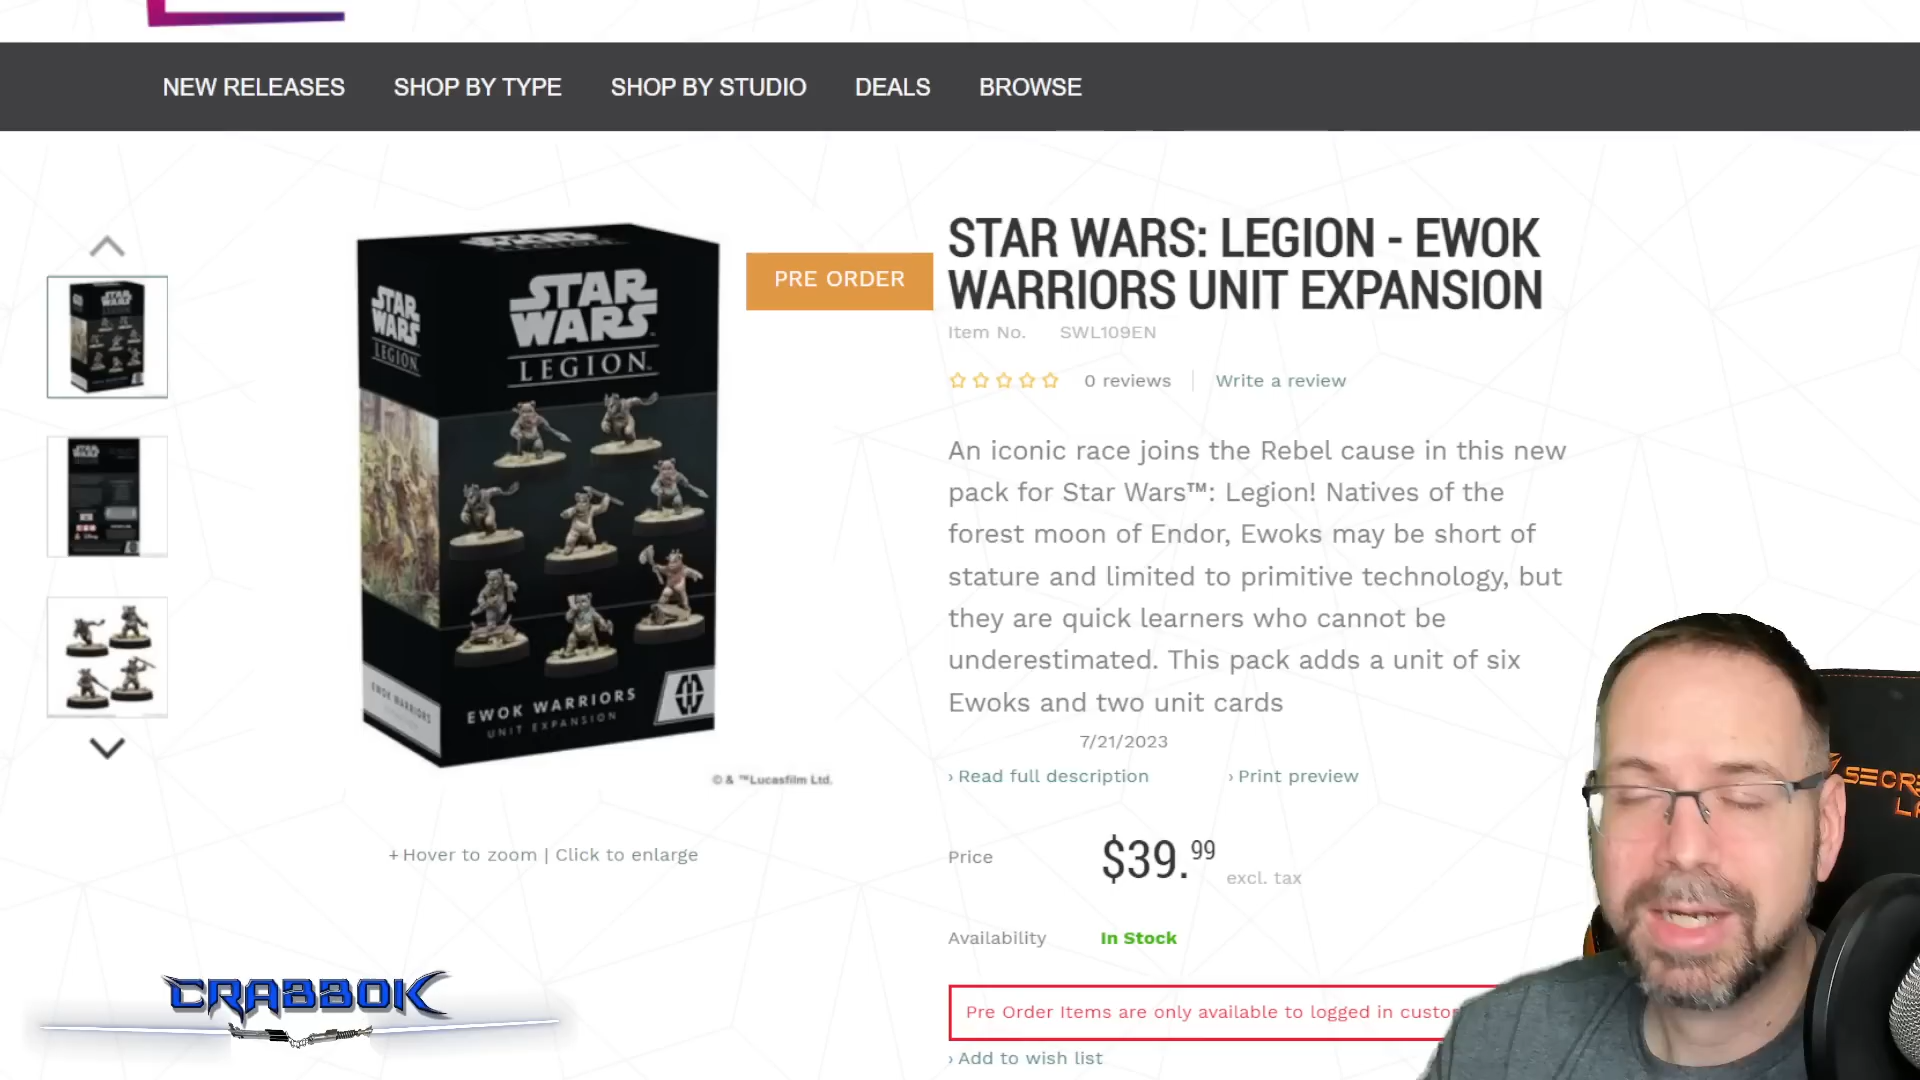 NEW RELEASES SHOP BY TYPE SHOP BY STUDIO DEALS BROWSE
STAR WARS
LEGION
STAR
WARS
LEGION
EWOK WARRIORS
UNIT EXPANSION
EWOK WARRIORS
© & ™Lucasfilm Ltd.
+ Hover to zoom | Click to enlarge
PRE ORDER
STAR WARS: LEGION - EWOK
WARRIORS UNIT EXPANSION
Item No. SWL109EN
0 reviews Write a review
An iconic race joins the Rebel cause in this new
pack for Star Wars™: Legion! Natives of the
forest moon of Endor, Ewoks may be short of
stature and limited to primitive technology, but
they are quick learners who cannot be
underestimated. This pack adds a unit of six
Ewoks and two unit cards
7/21/2023
› Read full description › Print preview
Price $39.99 excl. tax
Availability In Stock
Pre Order Items are only available to logged in custo
› Add to wish list
CRABBOK
SECRE
LA